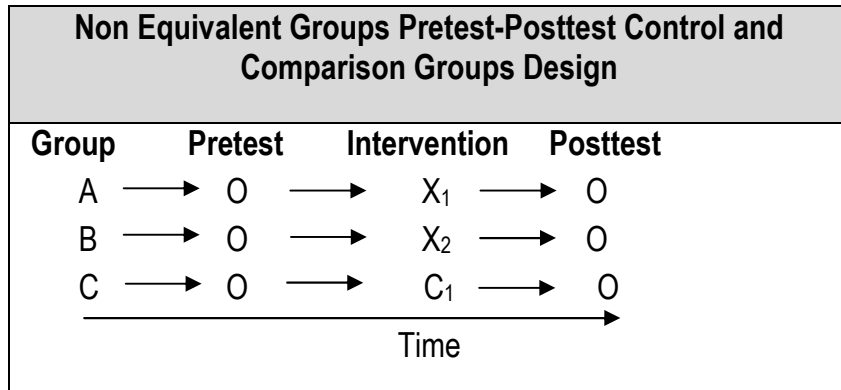 Non Equivalent Groups Pretest-Posttest Control and
Comparison Groups Design
Group Pretest Intervention Posttest
A O X₁ O
B O X₂ O
C O C₁ O
Time